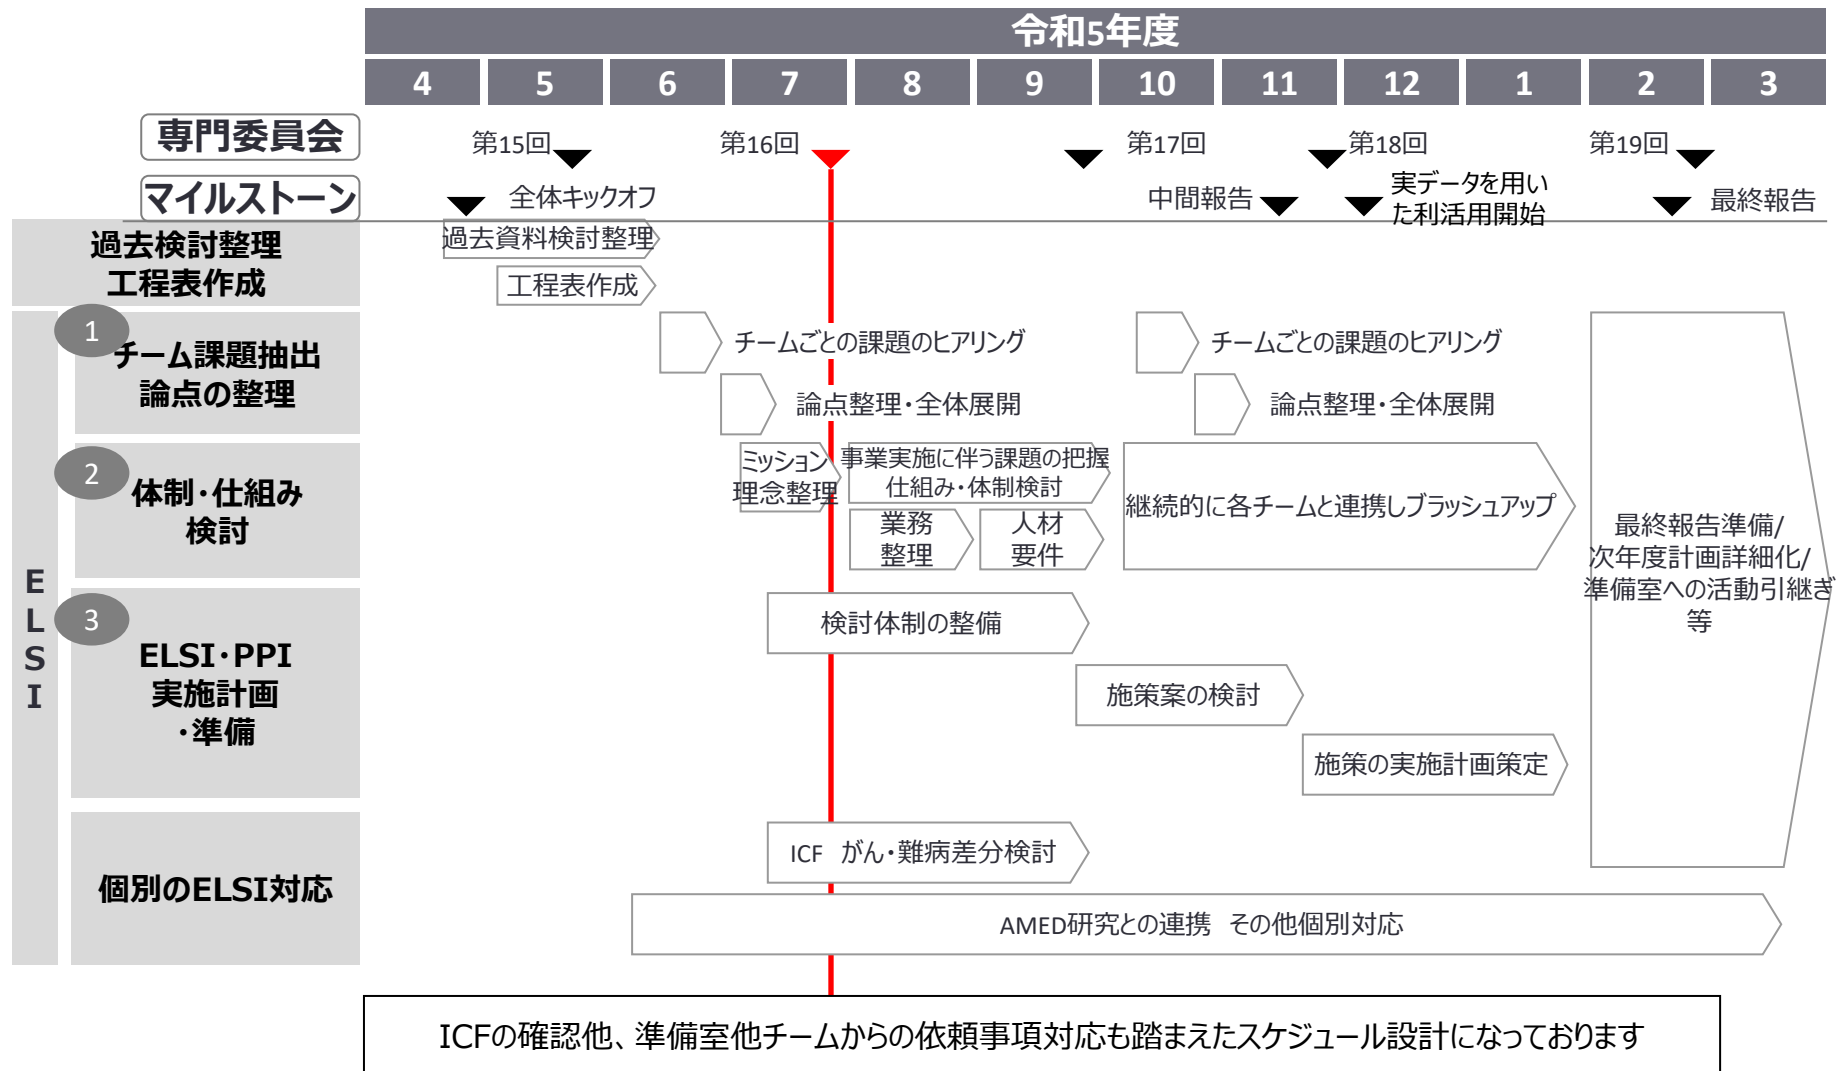 令和5年度
4 5 6 7 8 9 10 11 12 1 2 3
専門委員会
第15回
第16回
第17回
第18回
第19回
マイルストーン
全体キックオフ
中間報告
実データを用い
た利活用開始
最終報告
過去検討整理
工程表作成
過去資料検討整理
工程表作成
ELSI
1
チーム課題抽出
論点の整理
チームごとの課題のヒアリング
チームごとの課題のヒアリング
論点整理・全体展開
論点整理・全体展開
2
体制・仕組み
検討
ミッション
理念整理
事業実施に伴う課題の把握
仕組み・体制検討
業務
整理
人材
要件
継続的に各チームと連携しブラッシュアップ
最終報告準備/
次年度計画詳細化/
準備室への活動引継ぎ
等
3
ELSI・PPI
実施計画
・準備
検討体制の整備
施策案の検討
施策の実施計画策定
個別のELSI対応
ICF がん・難病差分検討
AMED研究との連携 その他個別対応
ICFの確認他、準備室他チームからの依頼事項対応も踏まえたスケジュール設計になっております